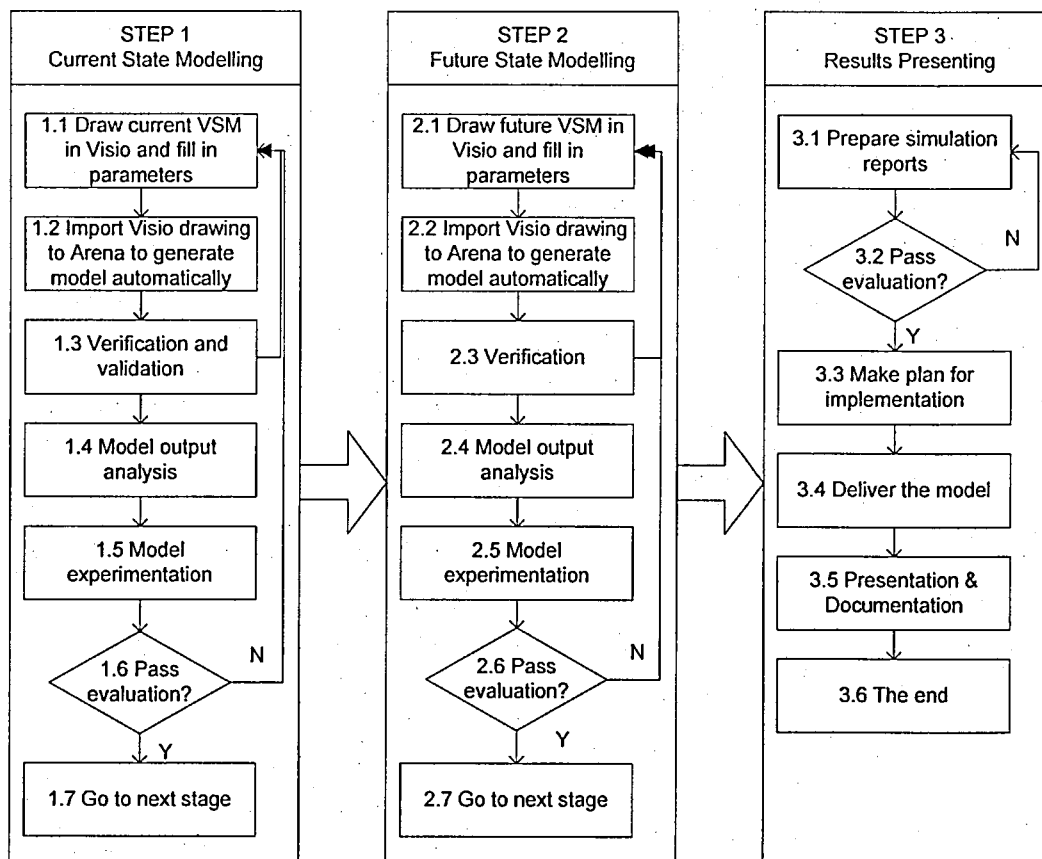 STEP 1
Current State Modelling
1.1 Draw current VSM
in Visio and fill in
parameters
1.2 Import Visio drawing
to Arena to generate
model automatically
1.3 Verification and
validation
1.4 Model output
analysis
1.5 Model
experimentation
1.6 Pass
evaluation?
N
Y
1.7 Go to next stage
STEP 2
Future State Modelling
2.1 Draw future VSM in
Visio and fill in
parameters
2.2 Import Visio drawing
to Arena to generate
model automatically
2.3 Verification
2.4 Model output
analysis
2.5 Model
experimentation
2.6 Pass
evaluation?
N
Y
2.7 Go to next stage
STEP 3
Results Presenting
3.1 Prepare simulation
reports
N
3.2 Pass
evaluation?
Y
3.3 Make plan for
implementation
3.4 Deliver the model
3.5 Presentation &
Documentation
3.6 The end